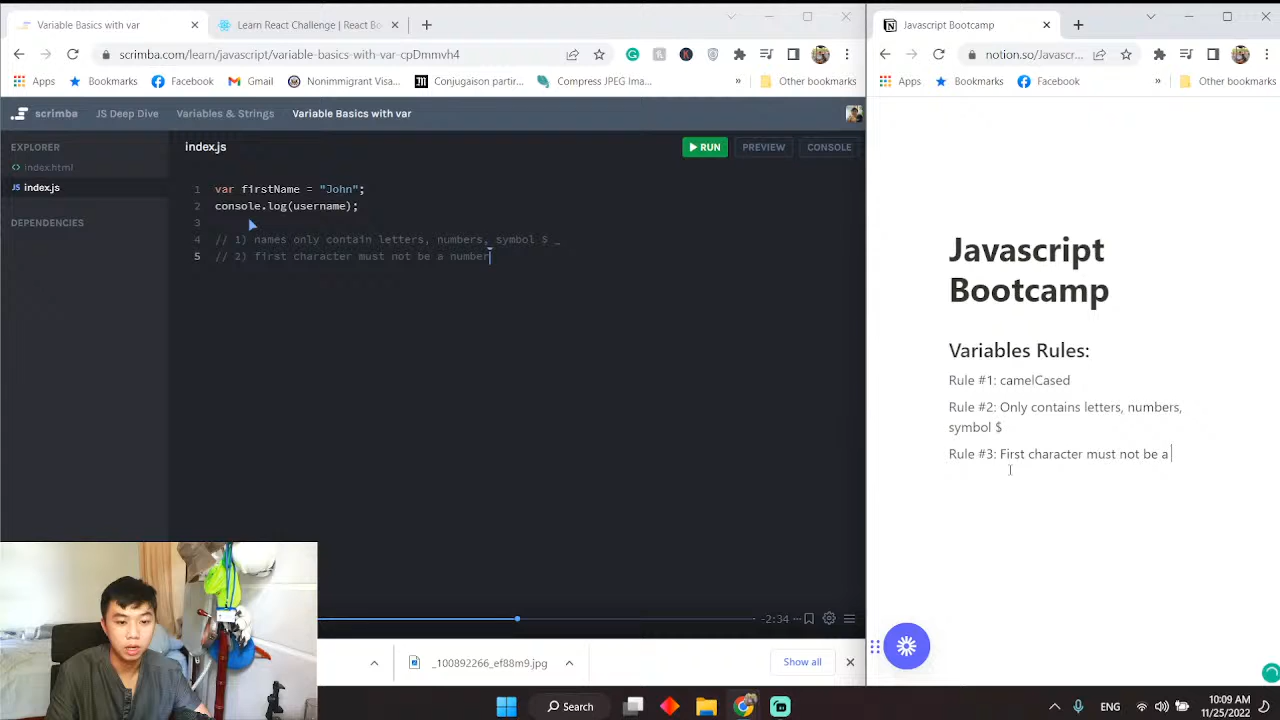 Variable Basics with var
Learn React Challenge | React Bo
Javascript Bootcamp
scrimba.com/learn/javascript/variable-basics-with-var-cpDmmvh4
notion.so/Javascr...
Apps
Bookmarks
Facebook
Gmail
Nonimmigrant Visa...
Conjugaison partir...
Compress JPEG Ima...
»
Other bookmarks
Apps
Bookmarks
Facebook
»
Other bookmarks
scrimba
JS Deep Dive
Variables & Strings
Variable Basics with var
EXPLORER
index.js
RUN
PREVIEW
CONSOLE
<> index.html
JS index.js
DEPENDENCIES
1 var firstName = "John";
2 console.log(username);
3
4 // 1) names only contain letters, numbers, symbol $ _
5 // 2) first character must not be a number
Javascript
Bootcamp
Variables Rules:
Rule #1: camelCased
Rule #2: Only contains letters, numbers,
symbol $
Rule #3: First character must not be a
-2:34
_100892266_ef88m9.jpg
Show all
Search
ENG
10:09 AM
11/25/2022